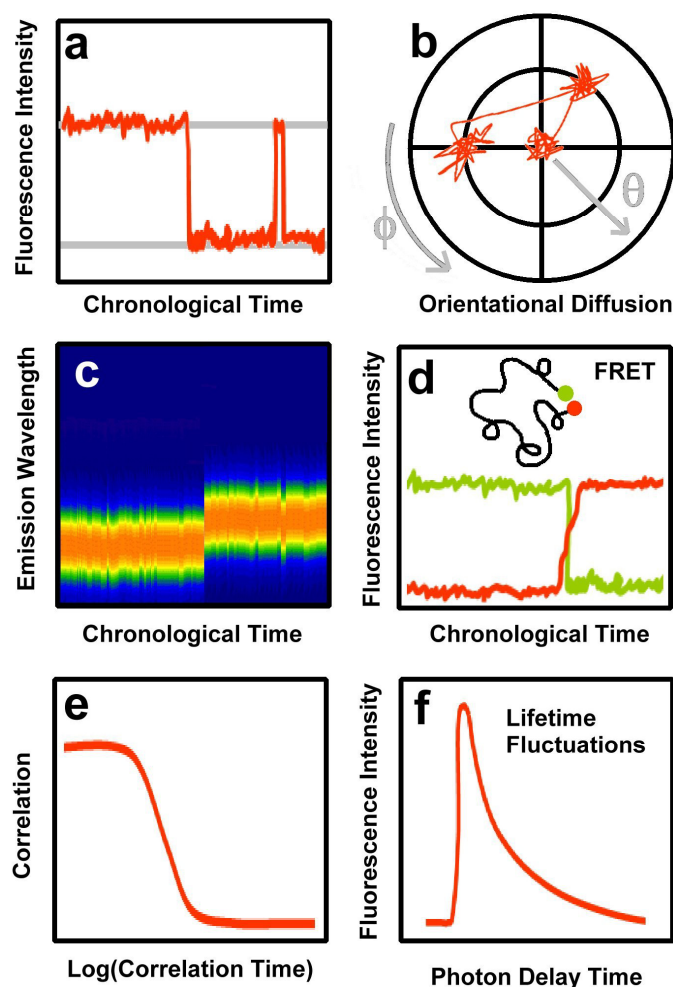 a
Fluorescence Intensity
Chronological Time
b
θ
ϕ
Orientational Diffusion
c
Emission Wavelength
Chronological Time
d
FRET
Fluorescence Intensity
Chronological Time
e
Correlation
Log(Correlation Time)
f
Lifetime
Fluctuations
Fluorescence Intensity
Photon Delay Time